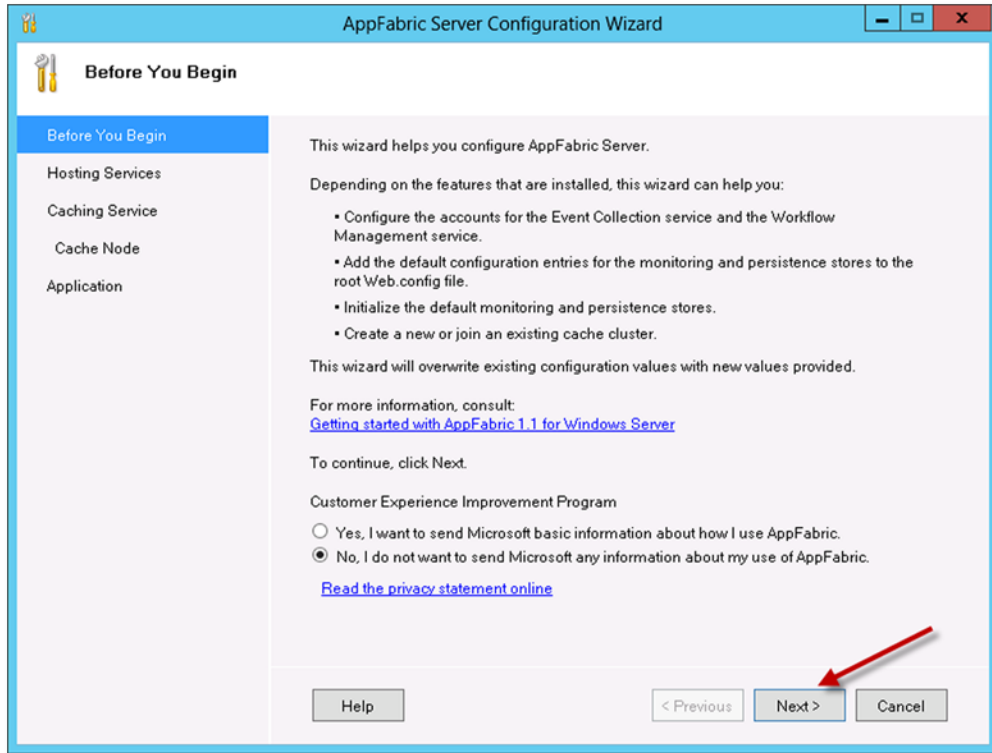 AppFabric Server Configuration Wizard
Before You Begin
Before You Begin
Hosting Services
Caching Service
Cache Node
Application
This wizard helps you configure AppFabric Server.
Depending on the features that are installed, this wizard can help you:
• Configure the accounts for the Event Collection service and the Workflow
Management service.
• Add the default configuration entries for the monitoring and persistence stores to the
root Web.config file.
• Initialize the default monitoring and persistence stores.
• Create a new or join an existing cache cluster.
This wizard will overwrite existing configuration values with new values provided.
For more information, consult:
Getting started with AppFabric 1.1 for Windows Server
To continue, click Next.
Customer Experience Improvement Program
Yes, I want to send Microsoft basic information about how I use AppFabric.
No, I do not want to send Microsoft any information about my use of AppFabric.
Read the privacy statement online
Help
< Previous
Next >
Cancel